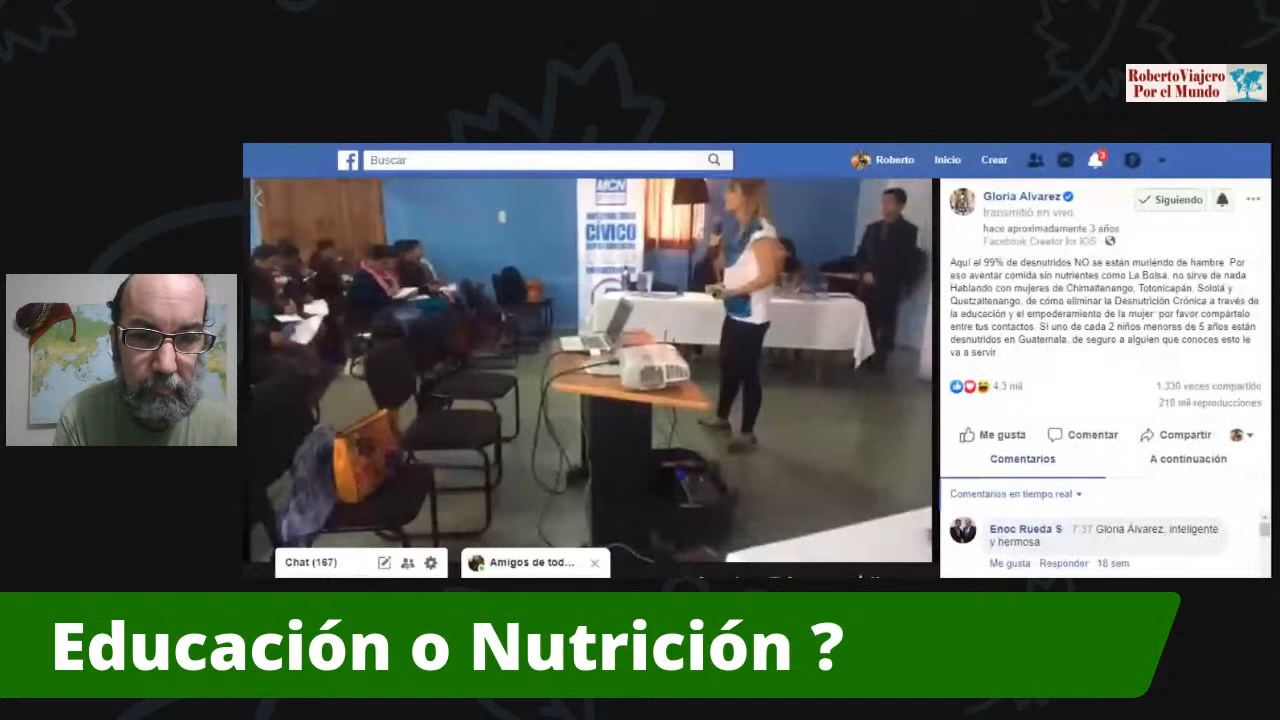 RobertoViajero
Por el Mundo
Buscar
Roberto
Inicio
Crear
3
MCN
CÍVICO
Gloria Alvarez
transmitió en vivo
hace aproximadamente 3 años
Facebook Creator for iOS
Siguiendo
Aquí el 99% de desnutridos NO se están muriendo de hambre. Por
eso aventar comida sin nutrientes como La Bolsa, no sirve de nada
Hablando con mujeres de Chimaltenango, Totonicapán, Sololá y
Quetzaltenango, de cómo eliminar la Desnutrición Crónica a través de
la educación y el empoderamiento de la mujer por favor compártelo
entre tus contactos. Si uno de cada 2 niños menores de 5 años están
desnutridos en Guatemala, de seguro a alguien que conoces esto le
va a servir
4.3 mil
1.330 veces compartido
210 mil reproducciones
Me gusta
Comentar
Compartir
Comentarios
A continuación
Comentarios en tiempo real
Enoc Rueda S 7:37 Gloria Álvarez, inteligente
y hermosa
Me gusta Responder 18 sem
Chat (167)
Amigos de tod...
Educación o Nutrición ?